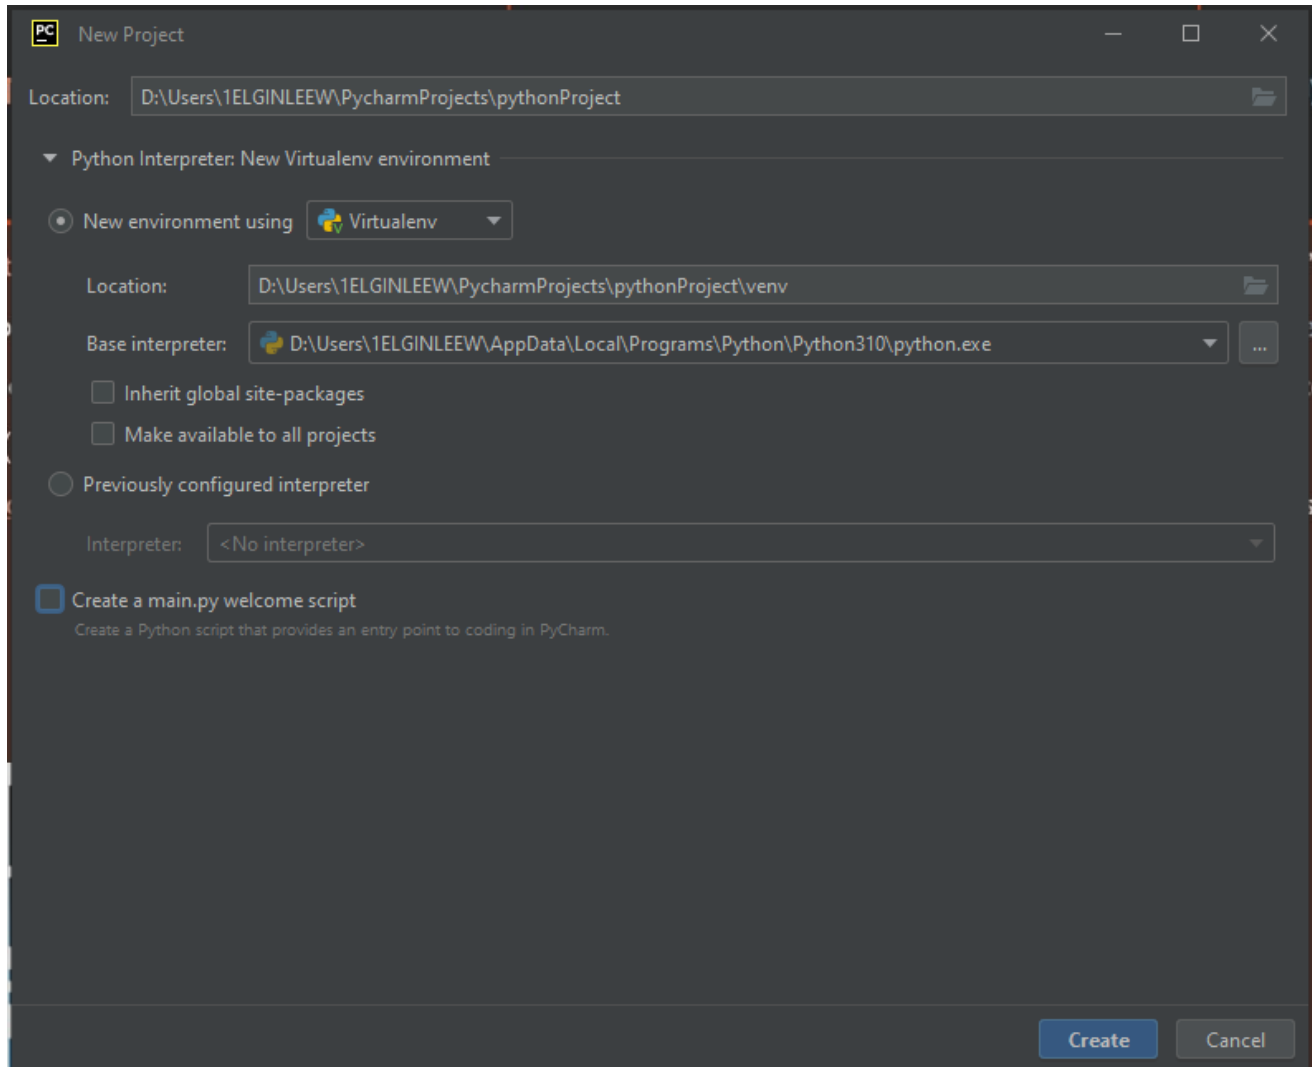 PC New Project
Location: D:\Users\1ELGINLEEW\PycharmProjects\pythonProject
Python Interpreter: New Virtualenv environment
New environment using Virtualenv
Location: D:\Users\1ELGINLEEW\PycharmProjects\pythonProject\venv
Base interpreter: D:\Users\1ELGINLEEW\AppData\Local\Programs\Python\Python310\python.exe ...
Inherit global site-packages
Make available to all projects
Previously configured interpreter
Interpreter: <No interpreter>
Create a main.py welcome script
Create a Python script that provides an entry point to coding in PyCharm.
Create Cancel